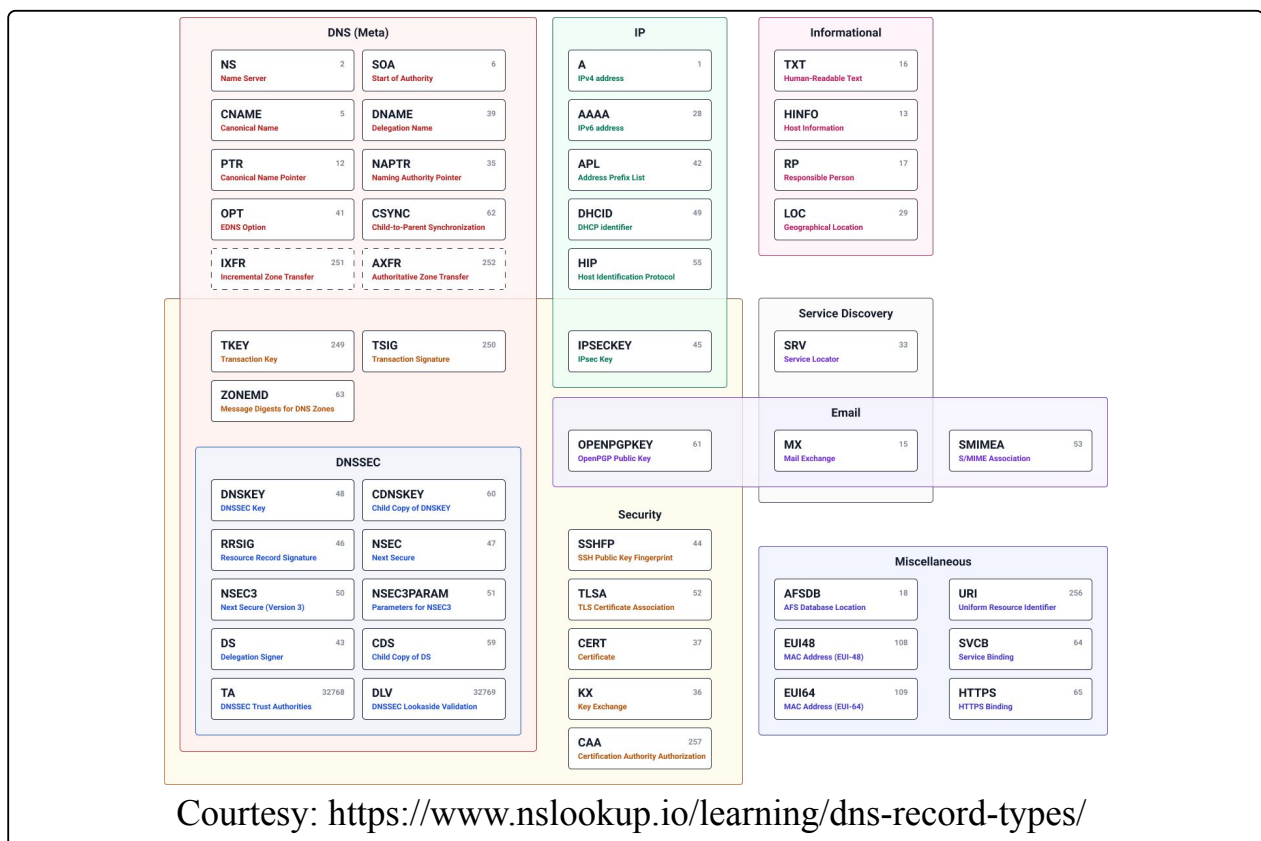 DNS (Meta)
NS 2
Name Server
SOA 6
Start of Authority
CNAME 5
Canonical Name
DNAME 39
Delegation Name
PTR 12
Canonical Name Pointer
NAPTR 35
Naming Authority Pointer
OPT 41
EDNS Option
CSYNC 62
Child-to-Parent Synchronization
IXFR 251
Incremental Zone Transfer
AXFR 252
Authoritative Zone Transfer
TKEY 249
Transaction Key
TSIG 250
Transaction Signature
ZONEMD 63
Message Digests for DNS Zones
DNSSEC
DNSKEY 48
DNSSEC Key
CDNSKEY 60
Child Copy of DNSKEY
RRSIG 46
Resource Record Signature
NSEC 47
Next Secure
NSEC3 50
Next Secure (Version 3)
NSEC3PARAM 51
Parameters for NSEC3
DS 43
Delegation Signer
CDS 59
Child Copy of DS
TA 32768
DNSSEC Trust Authorities
DLV 32769
DNSSEC Lookaside Validation
IP
A 1
IPv4 address
AAAA 28
IPv6 address
APL 42
Address Prefix List
DHCID 49
DHCP identifier
HIP 55
Host Identification Protocol
IPSECKEY 45
IPsec Key
Informational
TXT 16
Human-Readable Text
HINFO 13
Host Information
RP 17
Responsible Person
LOC 29
Geographical Location
Service Discovery
SRV 33
Service Locator
Email
OPENPGPKEY 61
OpenPGP Public Key
MX 15
Mail Exchange
SMIMEA 53
S/MIME Association
Security
SSHFP 44
SSH Public Key Fingerprint
TLSA 52
TLS Certificate Association
CERT 37
Certificate
KX 36
Key Exchange
CAA 257
Certification Authority Authorization
Miscellaneous
AFSDB 18
AFS Database Location
URI 256
Uniform Resource Identifier
EUI48 108
MAC Address (EUI-48)
SVCB 64
Service Binding
EUI64 109
MAC Address (EUI-64)
HTTPS 65
HTTPS Binding
Courtesy: https://www.nslookup.io/learning/dns-record-types/